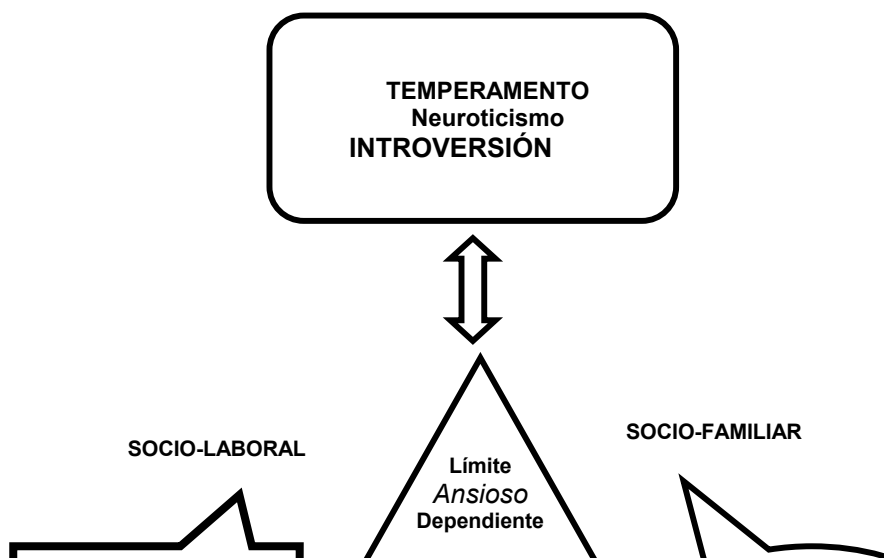 TEMPERAMENTO
Neuroticismo
INTROVERSIÓN
SOCIO-LABORAL
SOCIO-FAMILIAR
Límite
Ansioso
Dependiente